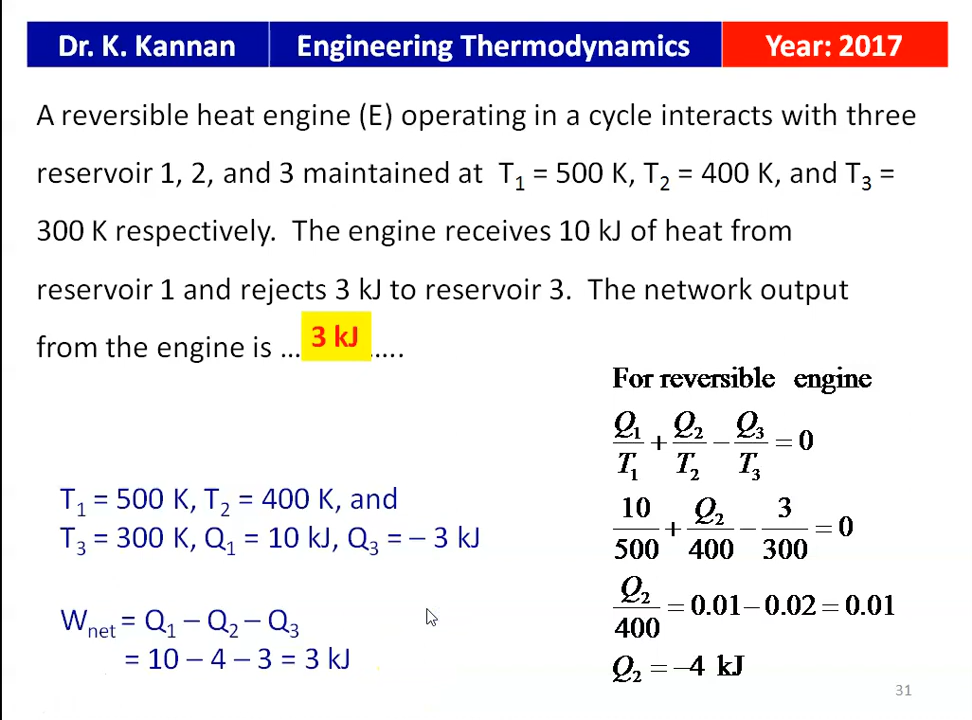 Dr. K. Kannan Engineering Thermodynamics Year: 2017
A reversible heat engine (E) operating in a cycle interacts with three
reservoir 1, 2, and 3 maintained at T₁ = 500 K, T₂ = 400 K, and T₃ =
300 K respectively. The engine receives 10 kJ of heat from
reservoir 1 and rejects 3 kJ to reservoir 3. The network output
from the engine is ... 3 kJ .....
For reversible engine
Q₁/T₁ + Q₂/T₂ − Q₃/T₃ = 0
10/500 + Q₂/400 − 3/300 = 0
Q₂/400 = 0.01−0.02 = 0.01
Q₂ = −4 kJ
T₁ = 500 K, T₂ = 400 K, and
T₃ = 300 K, Q₁ = 10 kJ, Q₃ = − 3 kJ
Wnet = Q₁ − Q₂ − Q₃
= 10 − 4 − 3 = 3 kJ
31